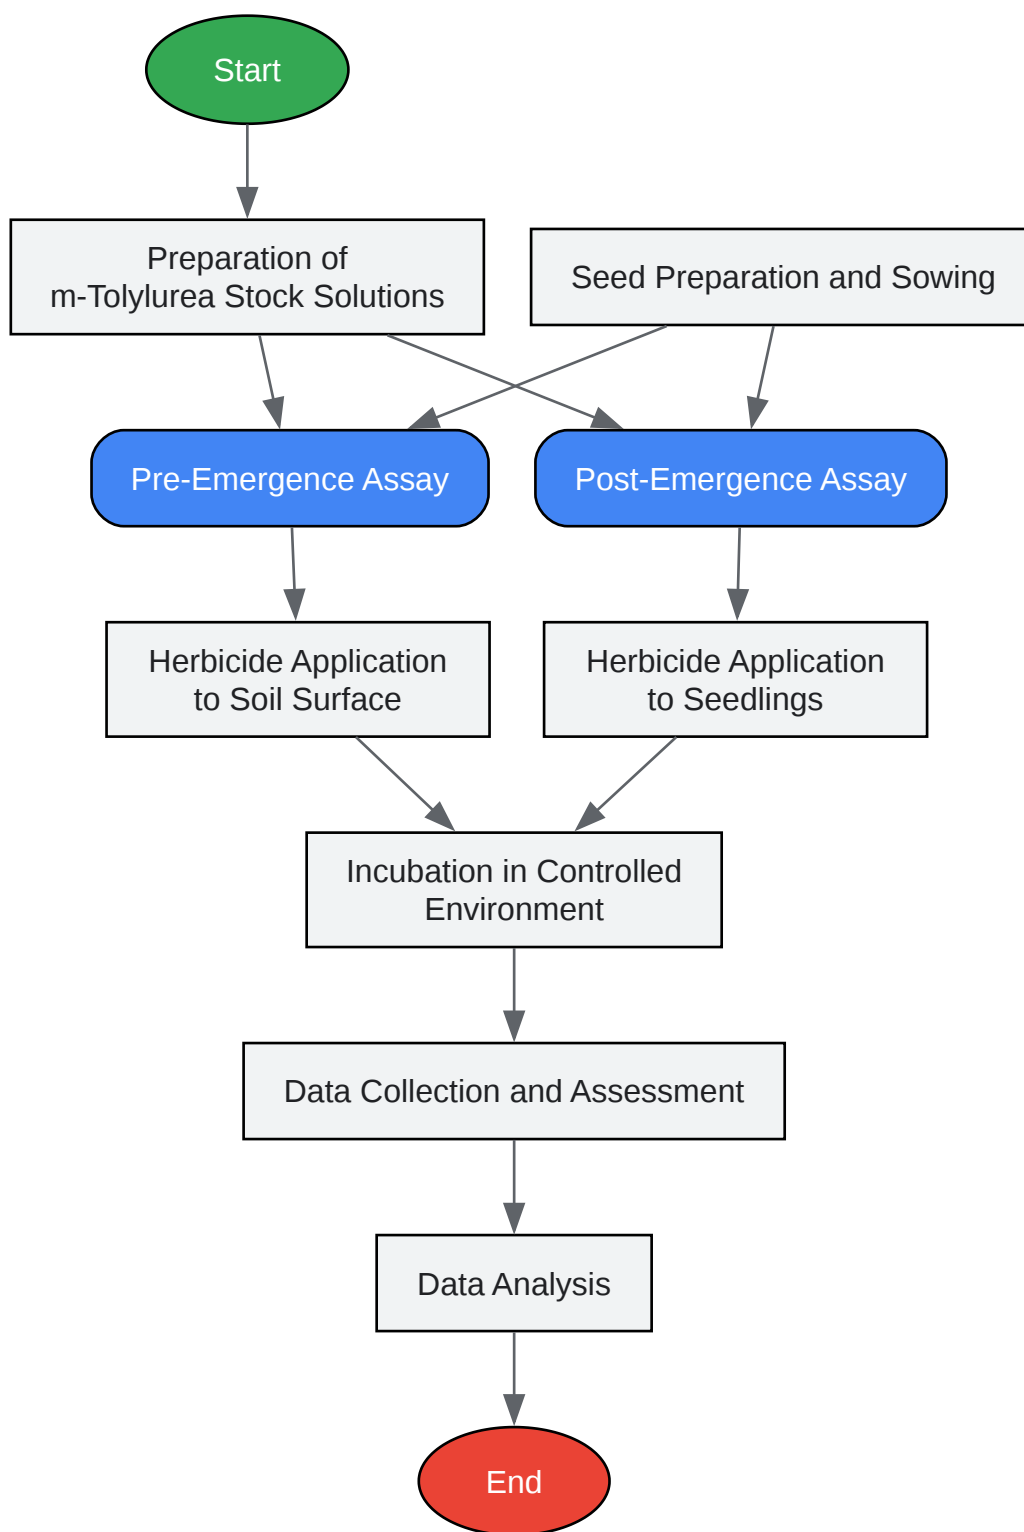 Start
Preparation of
m-Tolylurea Stock Solutions
Seed Preparation and Sowing
Pre-Emergence Assay
Post-Emergence Assay
Herbicide Application
to Soil Surface
Herbicide Application
to Seedlings
Incubation in Controlled
Environment
Data Collection and Assessment
Data Analysis
End